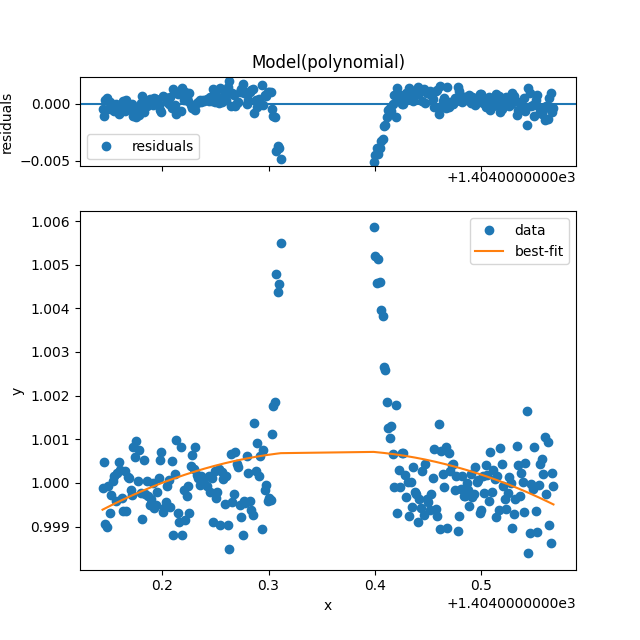 Model(polynomial)
residuals
0.000
−0.005
residuals
+1.4040000000e3
y
1.006
1.005
1.004
1.003
1.002
1.001
1.000
0.999
data
best-fit
0.2
0.3
0.4
0.5
x
+1.4040000000e3